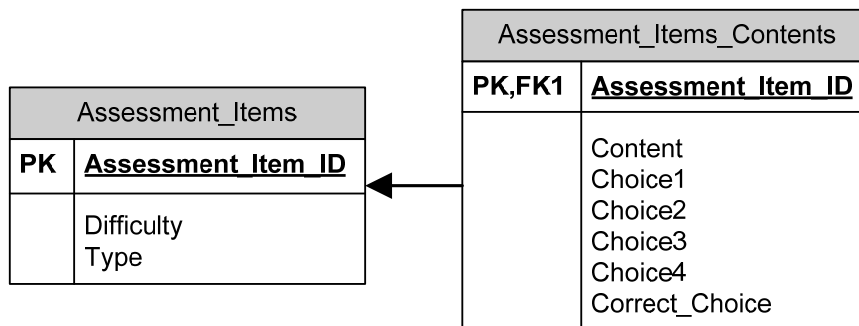 Assessment_Items
PK Assessment_Item_ID
Difficulty
Type
Assessment_Items_Contents
PK,FK1 Assessment_Item_ID
Content
Choice1
Choice2
Choice3
Choice4
Correct_Choice